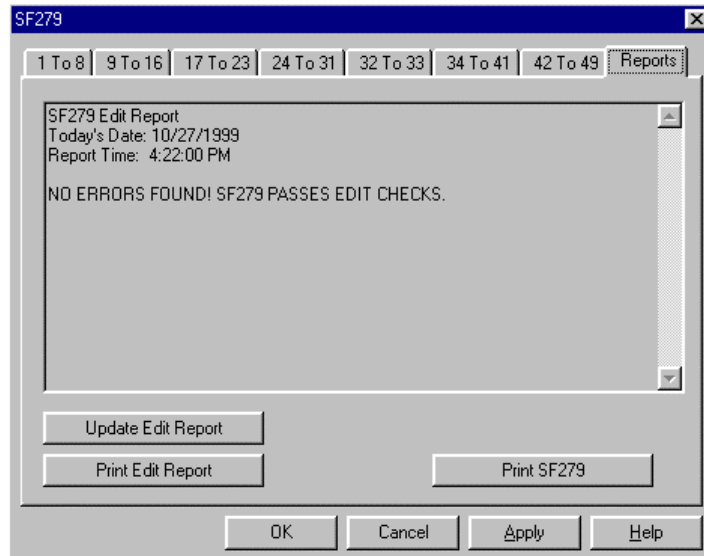 SF279
1 To 8 9 To 16 17 To 23 24 To 31 32 To 33 34 To 41 42 To 49 Reports
SF279 Edit Report
Today's Date: 10/27/1999
Report Time: 4:22:00 PM
NO ERRORS FOUND! SF279 PASSES EDIT CHECKS.
Update Edit Report
Print Edit Report Print SF279
OK Cancel Apply Help